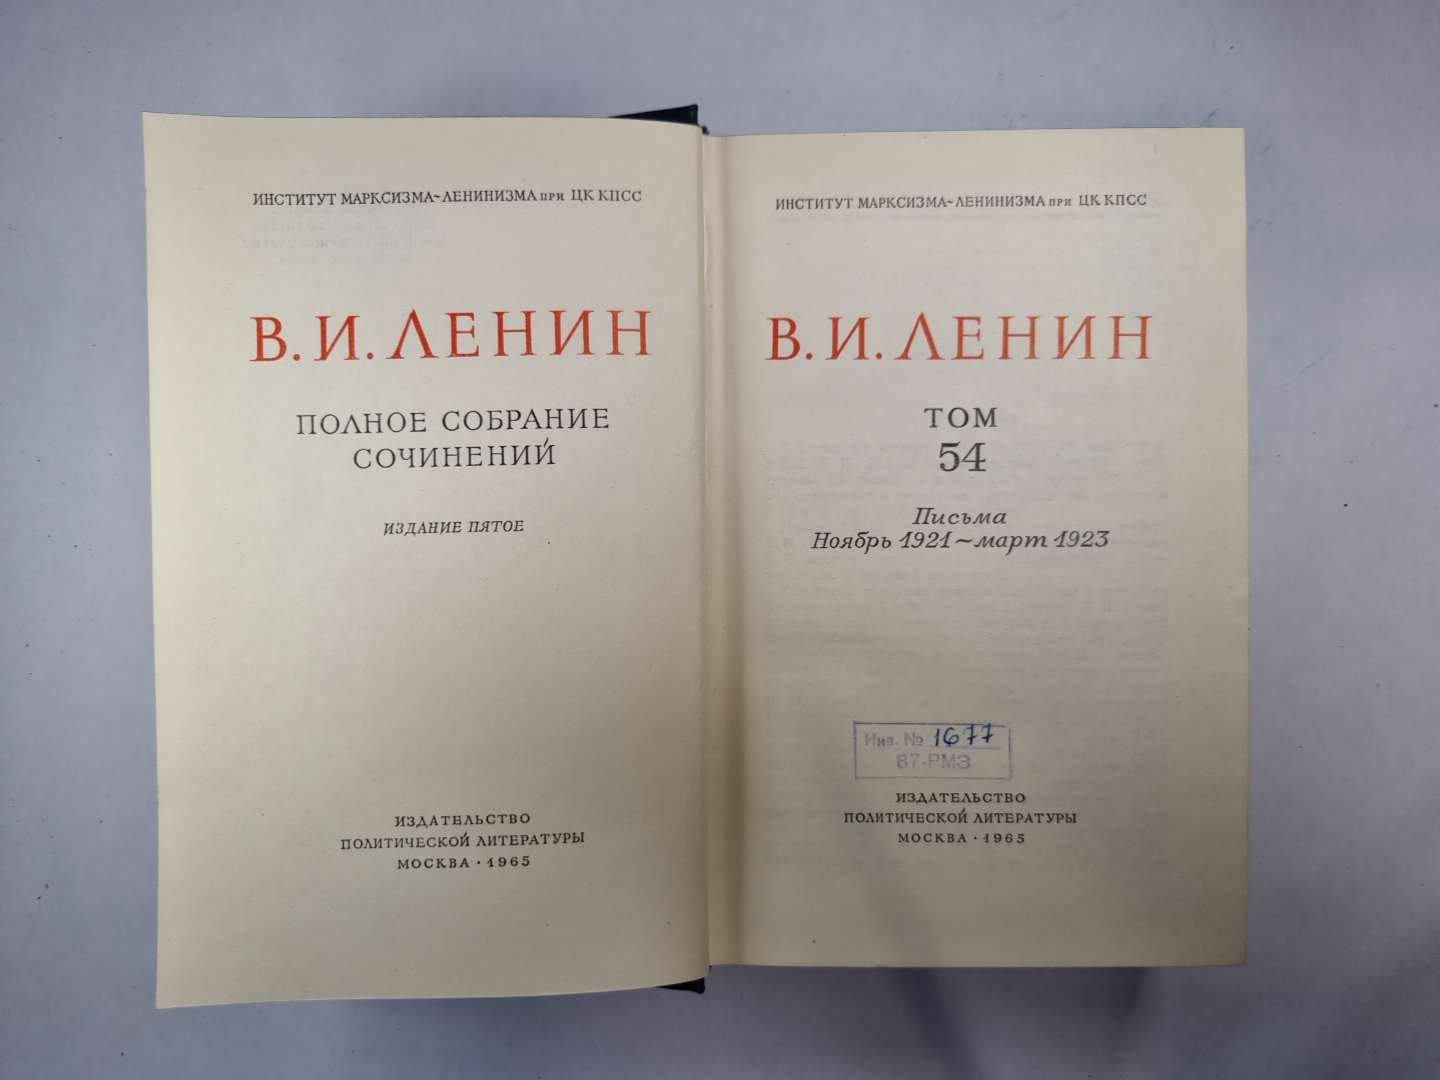 ИНСТИТУТ МАРКСИЗМА~ЛЕНИНИЗМА ПРИ ЦК КПСС
В. И. ЛЕНИН
ПОЛНОЕ СОБРАНИЕ
СОЧИНЕНИЙ
ИЗДАНИЕ ПЯТОЕ
ИЗДАТЕЛЬСТВО
ПОЛИТИЧЕСКОЙ ЛИТЕРАТУРЫ
МОСКВА · 1965
ИНСТИТУТ МАРКСИЗМА~ЛЕНИНИЗМА ПРИ ЦК КПСС
В. И. ЛЕНИН
ТОМ
54
Письма
Ноябрь 1921~март 1923
Инв. № 1677
87-РМЗ
ИЗДАТЕЛЬСТВО
ПОЛИТИЧЕСКОЙ ЛИТЕРАТУРЫ
МОСКВА · 1965